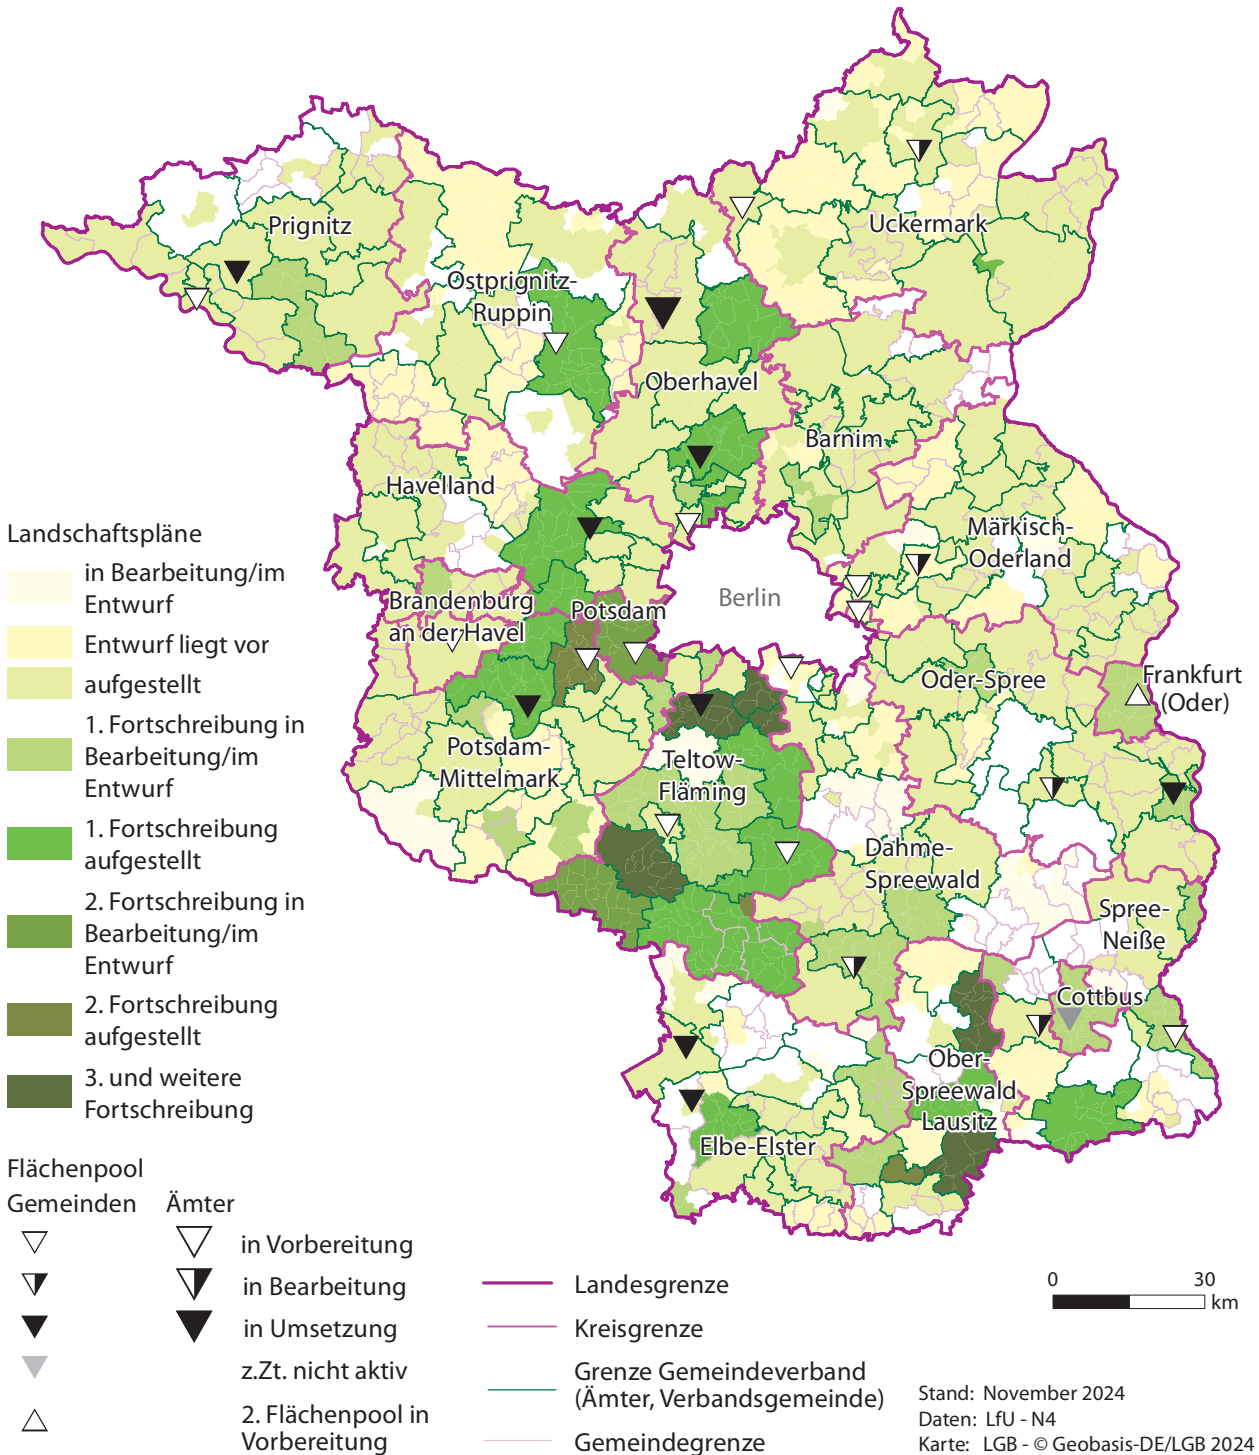 Prignitz
Ostprignitz-
Ruppin
Uckermark
Oberhavel
Barnim
Havelland
Märkisch-
Oderland
Berlin
Brandenburg
an der Havel
Potsdam
Oder-Spree
Frankfurt
(Oder)
Potsdam-
Mittelmark
Teltow-
Fläming
Dahme-
Spreewald
Spree-
Neiße
Cottbus
Ober-
Spreewald
Lausitz
Elbe-Elster
Landschaftspläne
in Bearbeitung/im
Entwurf
Entwurf liegt vor
aufgestellt
1. Fortschreibung in
Bearbeitung/im
Entwurf
1. Fortschreibung
aufgestellt
2. Fortschreibung in
Bearbeitung/im
Entwurf
2. Fortschreibung
aufgestellt
3. und weitere
Fortschreibung
Flächenpool
Gemeinden Ämter
in Vorbereitung
in Bearbeitung
in Umsetzung
z.Zt. nicht aktiv
2. Flächenpool in
Vorbereitung
Landesgrenze
Kreisgrenze
Grenze Gemeindeverband
(Ämter, Verbandsgemeinde)
Gemeindegrenze
0 30
km
Stand: November 2024
Daten: LfU - N4
Karte: LGB - © Geobasis-DE/LGB 2024